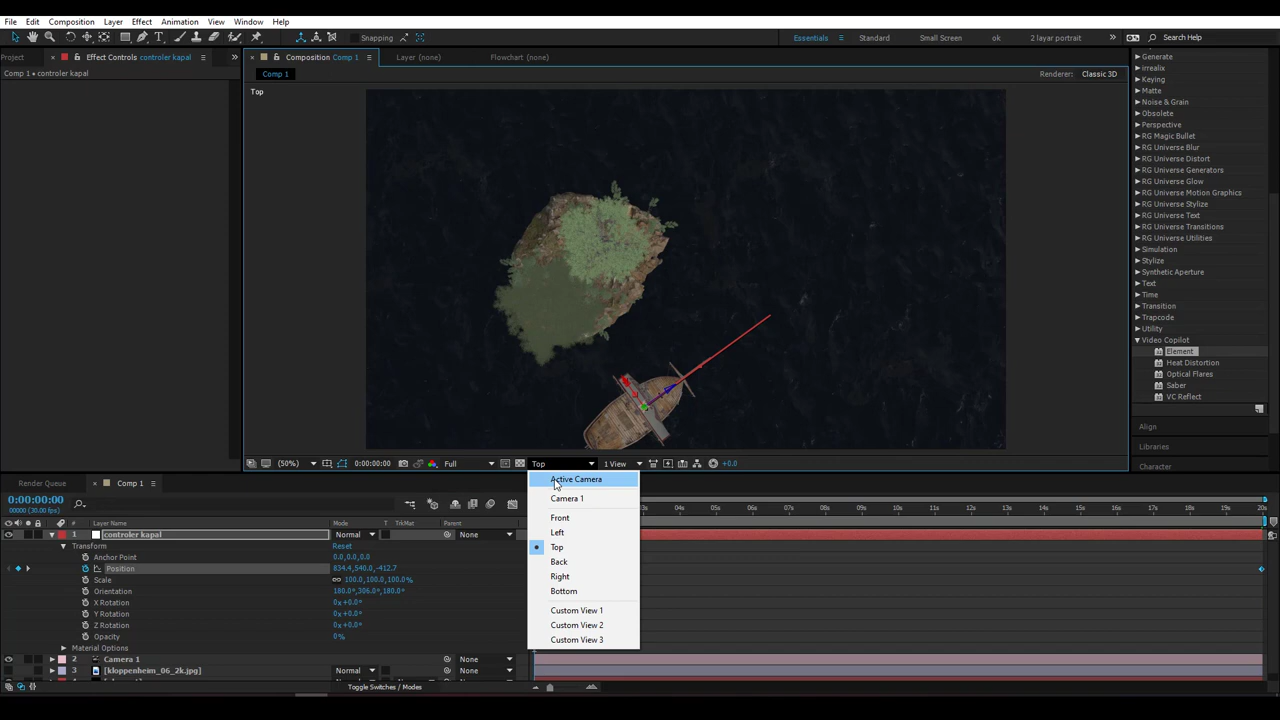 File Edit Composition Layer Effect Animation View Window Help
Snapping
Essentials Standard Small Screen ok 2 layar portrait Search Help
Project Effect Controls controler kapal Composition Comp 1 Layer (none) Flowchart (none)
Comp 1 • controler kapal
Comp 1
Renderer: Classic 3D
Top
Generate
irrealix
Keying
Matte
Noise & Grain
Obsolete
Perspective
RG Magic Bullet
RG Universe Blur
RG Universe Distort
RG Universe Generators
RG Universe Glow
RG Universe Motion Graphics
RG Universe Stylize
RG Universe Text
RG Universe Transitions
RG Universe Utilities
Simulation
Stylize
Synthetic Aperture
Text
Time
Transition
Trapcode
Utility
Video Copilot
Element
Heat Distortion
Optical Flares
Saber
VC Reflect
Align
Libraries
Character
(50%) 0:00:00:00 Full Top 1 View +0.0
Active Camera
Camera 1
Front
Left
Top
Back
Right
Bottom
Custom View 1
Custom View 2
Custom View 3
Render Queue Comp 1
0:00:00:00
00000 (30.00 fps)
# Layer Name Mode T TrkMat Parent
03s 04s 05s 06s 07s 08s 09s 10s 11s 12s 13s 14s 15s 16s 17s 18s 19s 20s
1 controler kapal Normal None
Transform Reset
Anchor Point 0.0,0.0,0.0
Position 834.4,540.0,-412.7
Scale 100.0,100.0,100.0%
Orientation 180.0°,306.0°,180.0°
X Rotation 0x+0.0°
Y Rotation 0x+0.0°
Z Rotation 0x+0.0°
Opacity 0%
Material Options
2 Camera 1 None
3 [kloppenheim_06_2k.jpg] Normal None
Toggle Switches / Modes